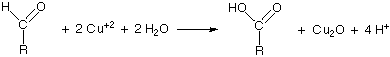 H O HO O
C + 2 Cu+2 + 2 H2O C + Cu2O + 4 H+
R R